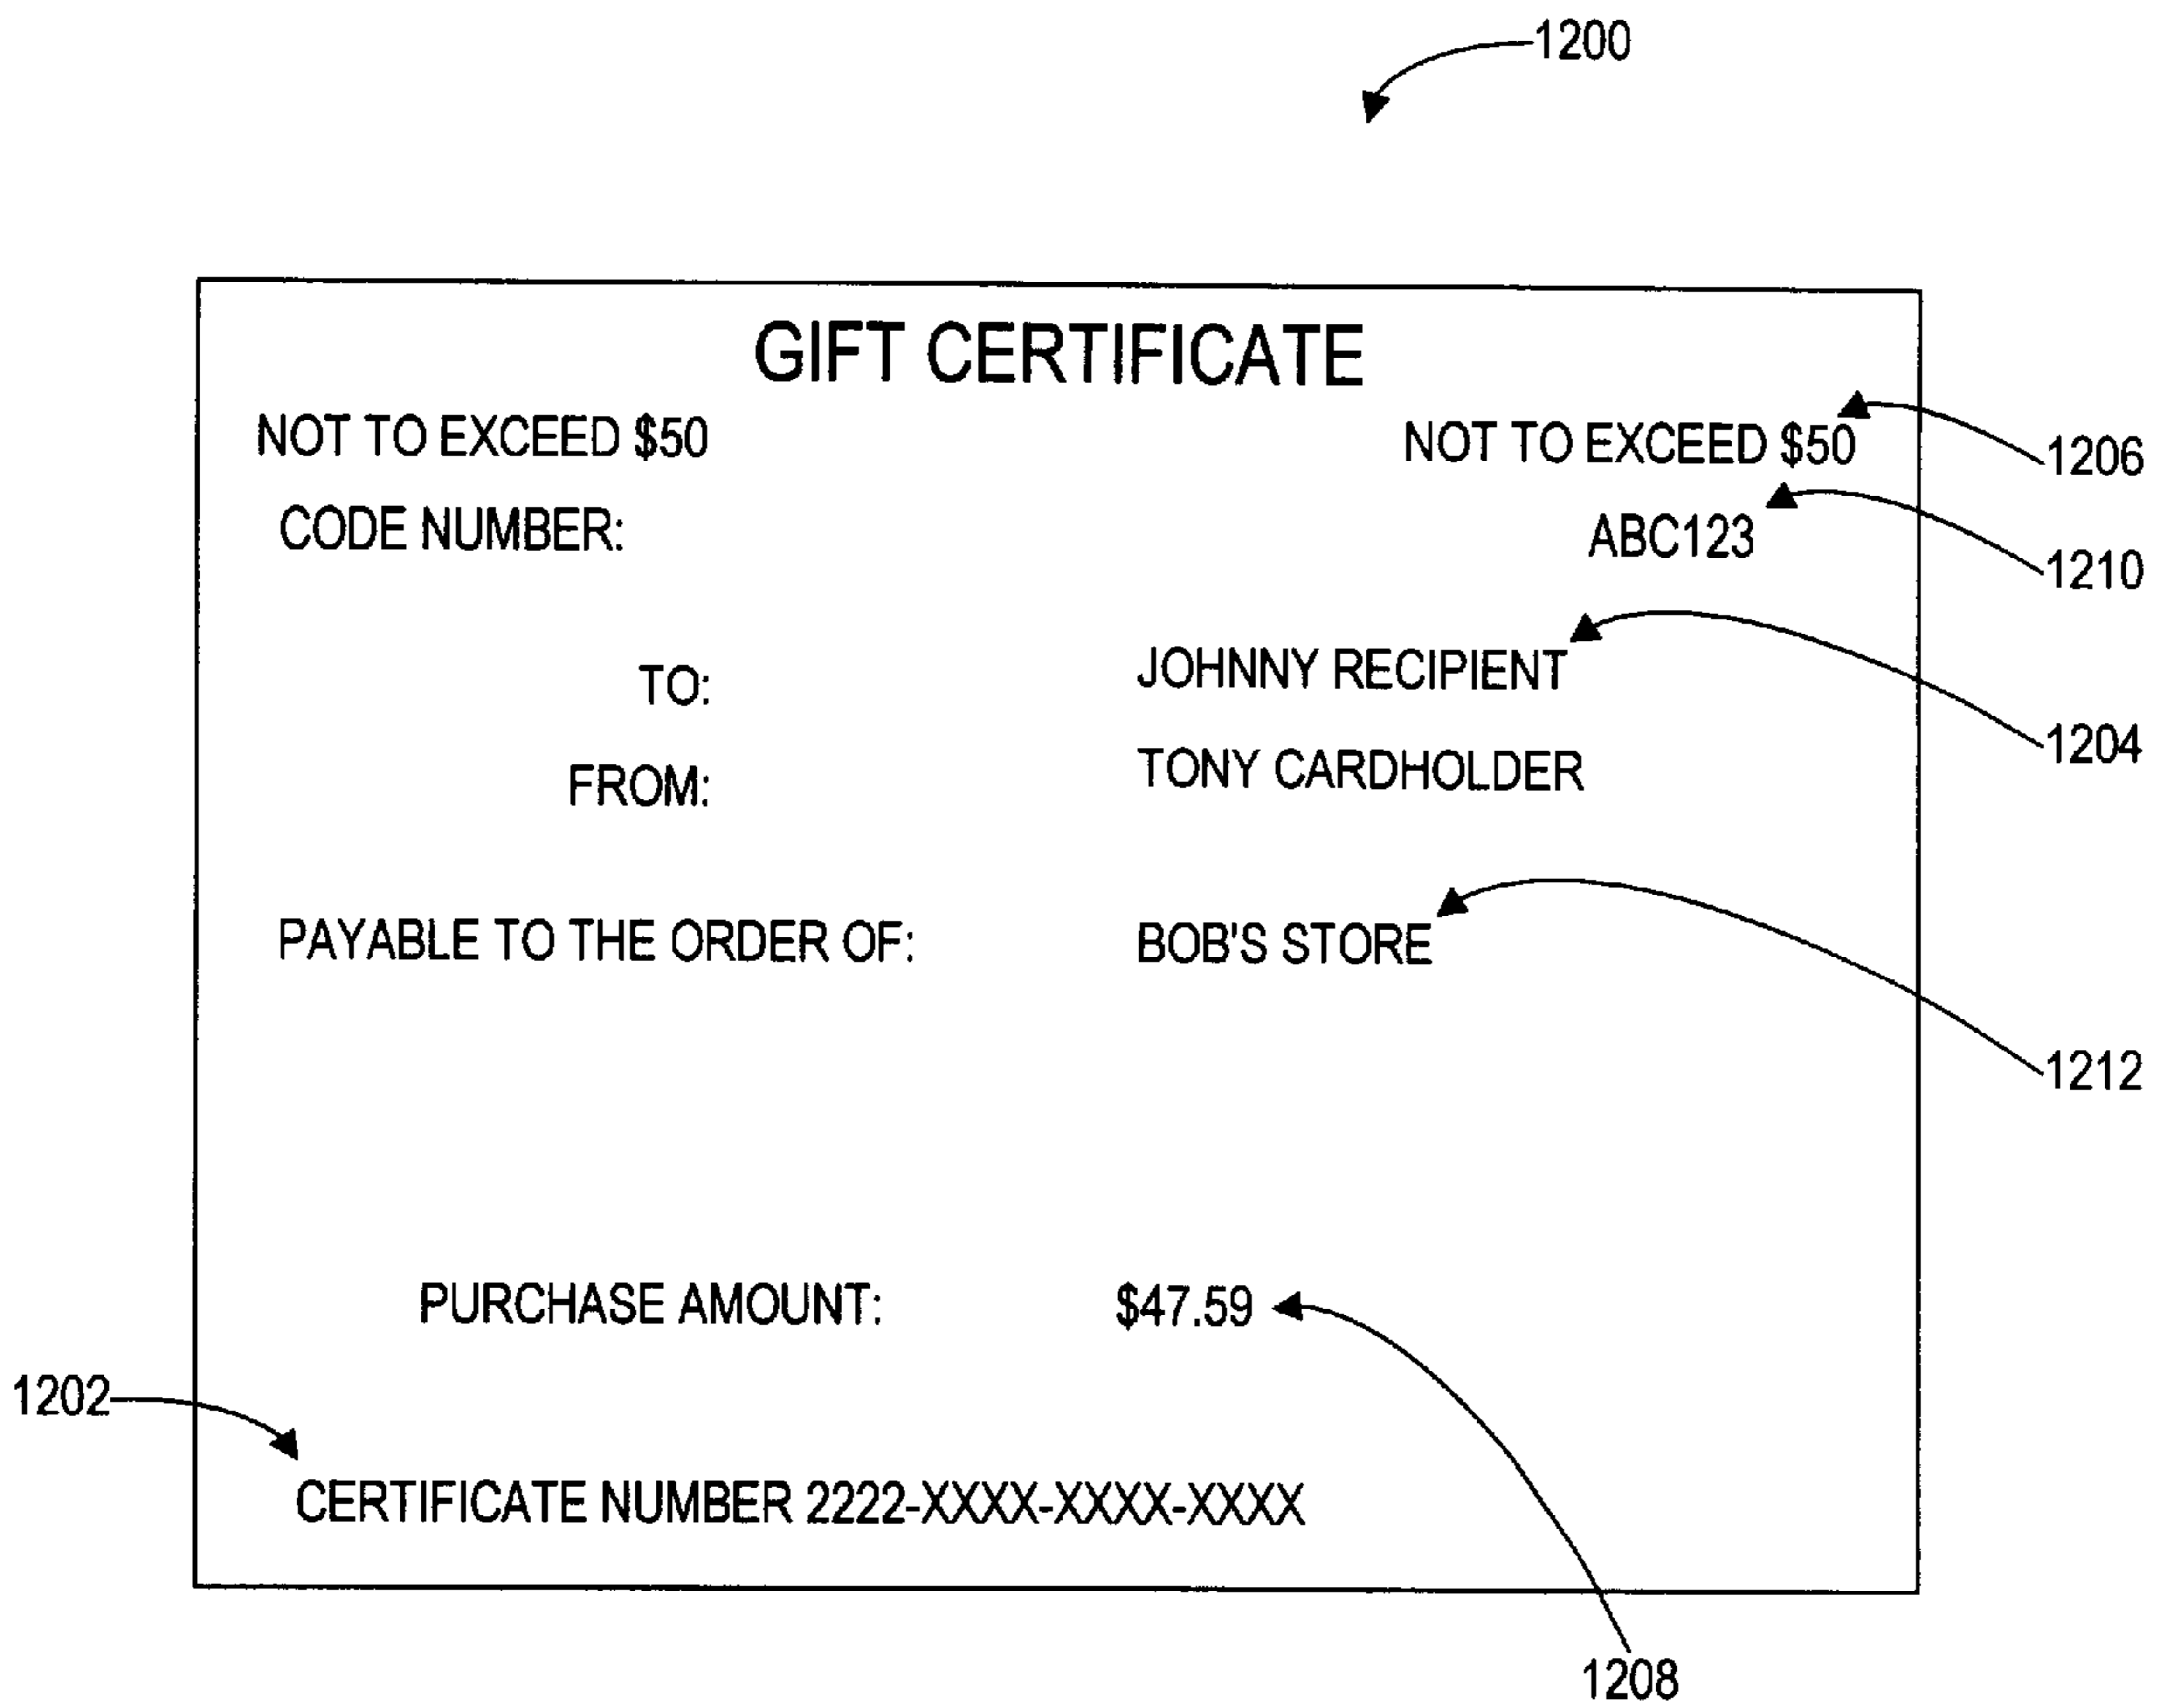 1200
GIFT CERTIFICATE
NOT TO EXCEED $50 NOT TO EXCEED $50
1206
CODE NUMBER: ABC123
1210
TO: JOHNNY RECIPIENT
1204
FROM: TONY CARDHOLDER
PAYABLE TO THE ORDER OF: BOB'S STORE
1212
PURCHASE AMOUNT: $47.59
1202
CERTIFICATE NUMBER 2222-XXXX-XXXX-XXXX
1208